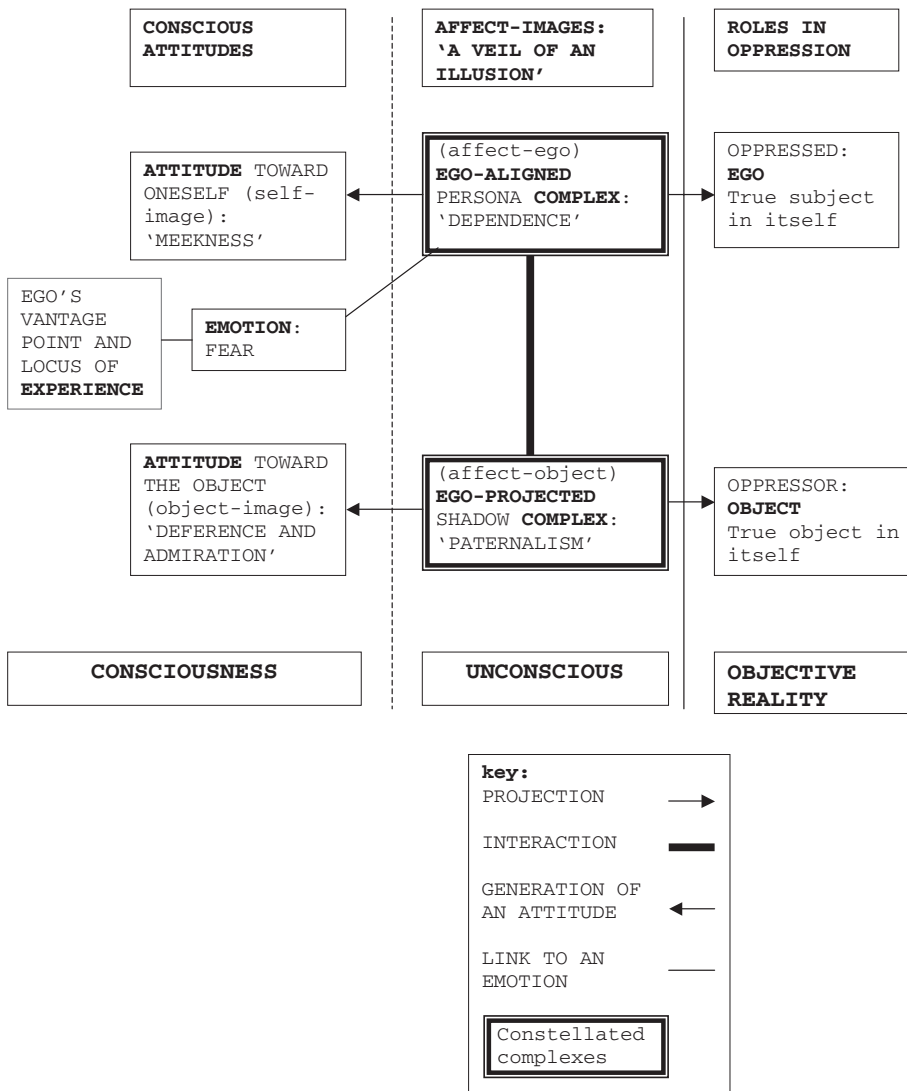 CONSCIOUS
ATTITUDES
AFFECT-IMAGES:
‘A VEIL OF AN
ILLUSION’
ROLES IN
OPPRESSION
ATTITUDE TOWARD
ONESELF (self-
image):
‘MEEKNESS’
(affect-ego)
EGO-ALIGNED
PERSONA COMPLEX:
‘DEPENDENCE’
OPPRESSED:
EGO
True subject
in itself
EGO’S
VANTAGE
POINT AND
LOCUS OF
EXPERIENCE
EMOTION:
FEAR
ATTITUDE TOWARD
THE OBJECT
(object-image):
‘DEFERENCE AND
ADMIRATION’
(affect-object)
EGO-PROJECTED
SHADOW COMPLEX:
‘PATERNALISM’
OPPRESSOR:
OBJECT
True object in
itself
CONSCIOUSNESS
UNCONSCIOUS
OBJECTIVE
REALITY
key:
PROJECTION
INTERACTION
GENERATION OF
AN ATTITUDE
LINK TO AN
EMOTION
Constellated
complexes